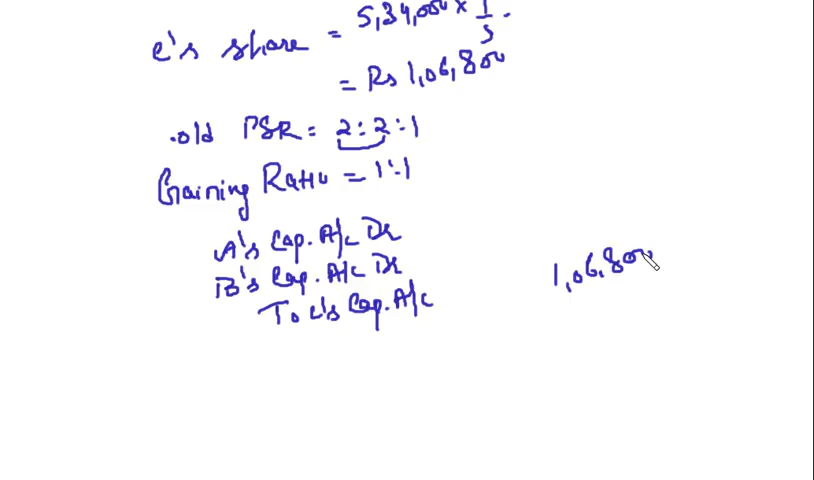 c's share = 5,34,000 x 1/5.
= Rs 1,06,800
.old PSR = 2:2:1
Gaining Ratio = 1:1
A's Cap. A/c Dr
B's Cap. A/c Dr
To c's Cap. A/c 1,06,800